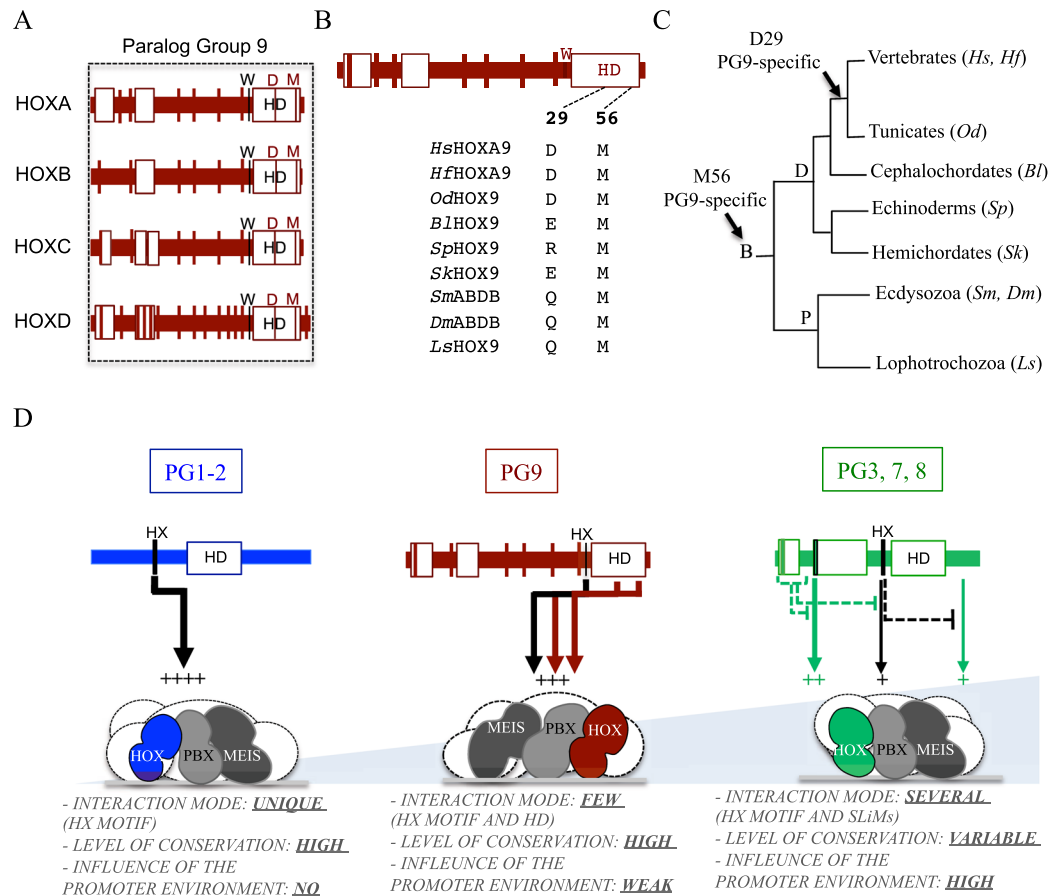 A
Paralog Group 9
HOXA
W D M
HD
HOXB
W D M
HD
HOXC
W D M
HD
HOXD
W D M
HD
B
W
HD
29 56
HsHOXA9 D M
HfHOXA9 D M
OdHOX9 D M
BlHOX9 E M
SpHOX9 R M
SkHOX9 E M
SmABDB Q M
DmABDB Q M
LsHOX9 Q M
C
D29
PG9-specific
M56
PG9-specific
B
D
P
Vertebrates (Hs, Hf)
Tunicates (Od)
Cephalochordates (Bl)
Echinoderms (Sp)
Hemichordates (Sk)
Ecdysozoa (Sm, Dm)
Lophotrochozoa (Ls)
D
PG1-2
HX
HD
++++
HOX PBX MEIS
- INTERACTION MODE: UNIQUE
(HX MOTIF)
- LEVEL OF CONSERVATION: HIGH
- INFLUENCE OF THE
PROMOTER ENVIRONMENT: NO
PG9
HX
HD
+++
MEIS PBX HOX
- INTERACTION MODE: FEW
(HX MOTIF AND HD)
- LEVEL OF CONSERVATION: HIGH
- INFLEUNCE OF THE
PROMOTER ENVIRONMENT: WEAK
PG3, 7, 8
HX
HD
++ + +
HOX PBX MEIS
- INTERACTION MODE: SEVERAL
(HX MOTIF AND SLiMs)
- LEVEL OF CONSERVATION: VARIABLE
- INFLEUNCE OF THE
PROMOTER ENVIRONMENT: HIGH